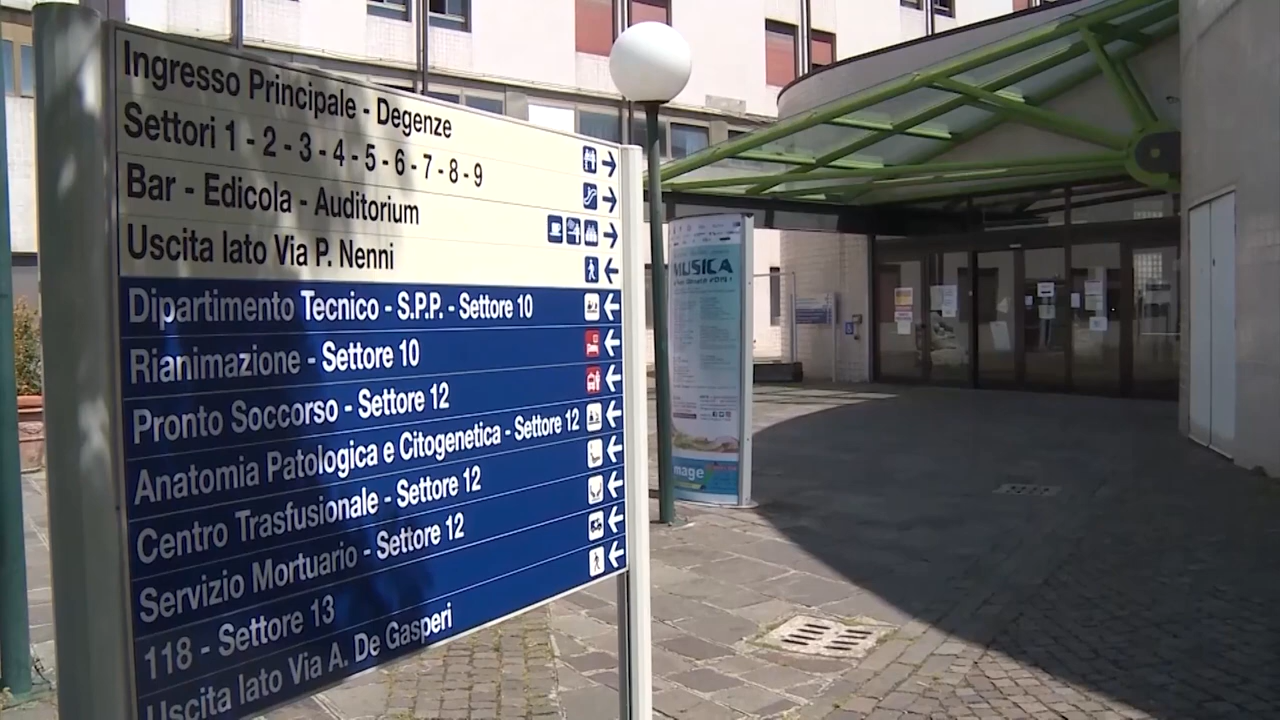 Ingresso Principale - Degenze
Settori 1 - 2 - 3 - 4 - 5 - 6 - 7 - 8 - 9
Bar - Edicola - Auditorium
Uscita lato Via P. Nenni
Dipartimento Tecnico - S.P.P. - Settore 10
Rianimazione - Settore 10
Pronto Soccorso - Settore 12
Anatomia Patologica e Citogenetica - Settore 12
Centro Trasfusionale - Settore 12
Servizio Mortuario - Settore 12
118 - Settore 13
Uscita lato Via A. De Gasperi
MUSICA
mage